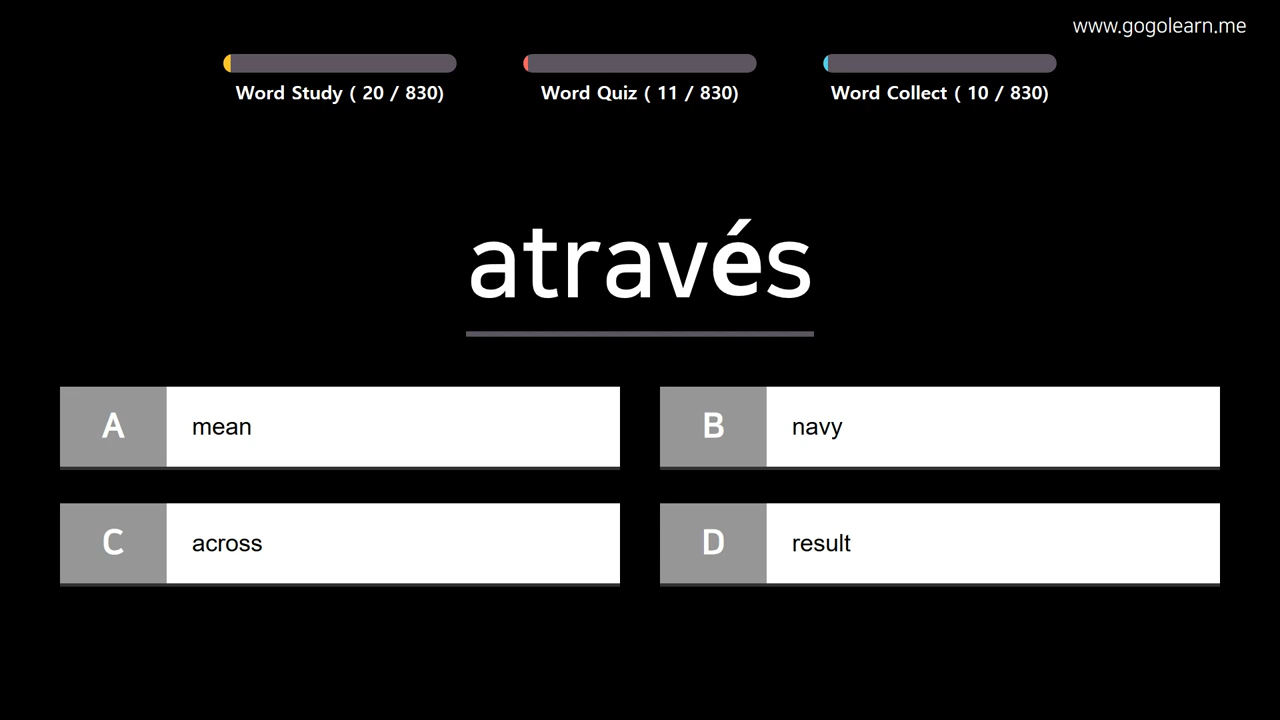 www.gogolearn.me
Word Study ( 20 / 830)
Word Quiz ( 11 / 830)
Word Collect ( 10 / 830)
através
A mean
B navy
C across
D result